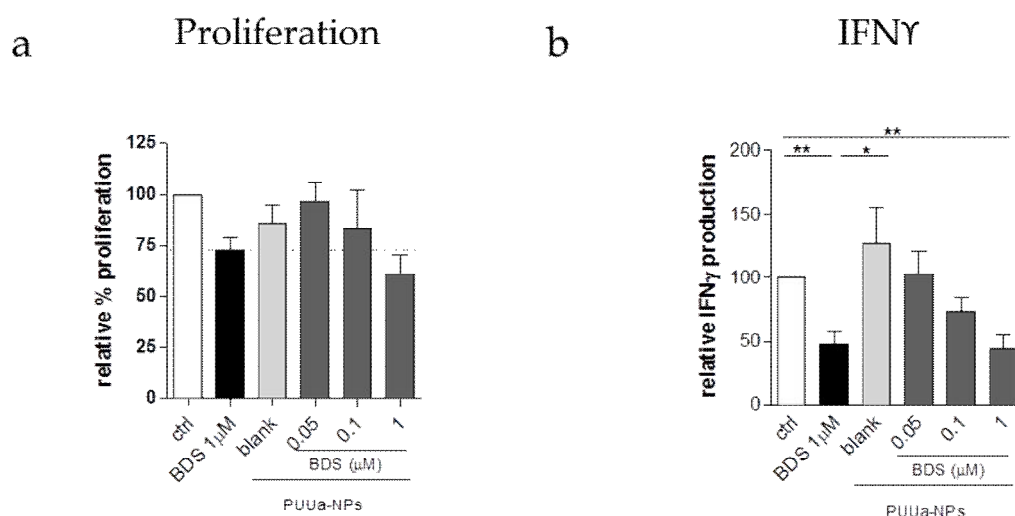 a
Proliferation
relative % proliferation
125
100
75
50
25
0
ctrl
BDS 1μM
blank
0.05
0.1
1
BDS (μM)
PUUa-NPs
b
IFNϒ
relative IFN-γ production
200
150
100
50
0
**
**
*
ctrl
BDS 1μM
blank
0.05
0.1
1
BDS (μM)
PUUa-NPs